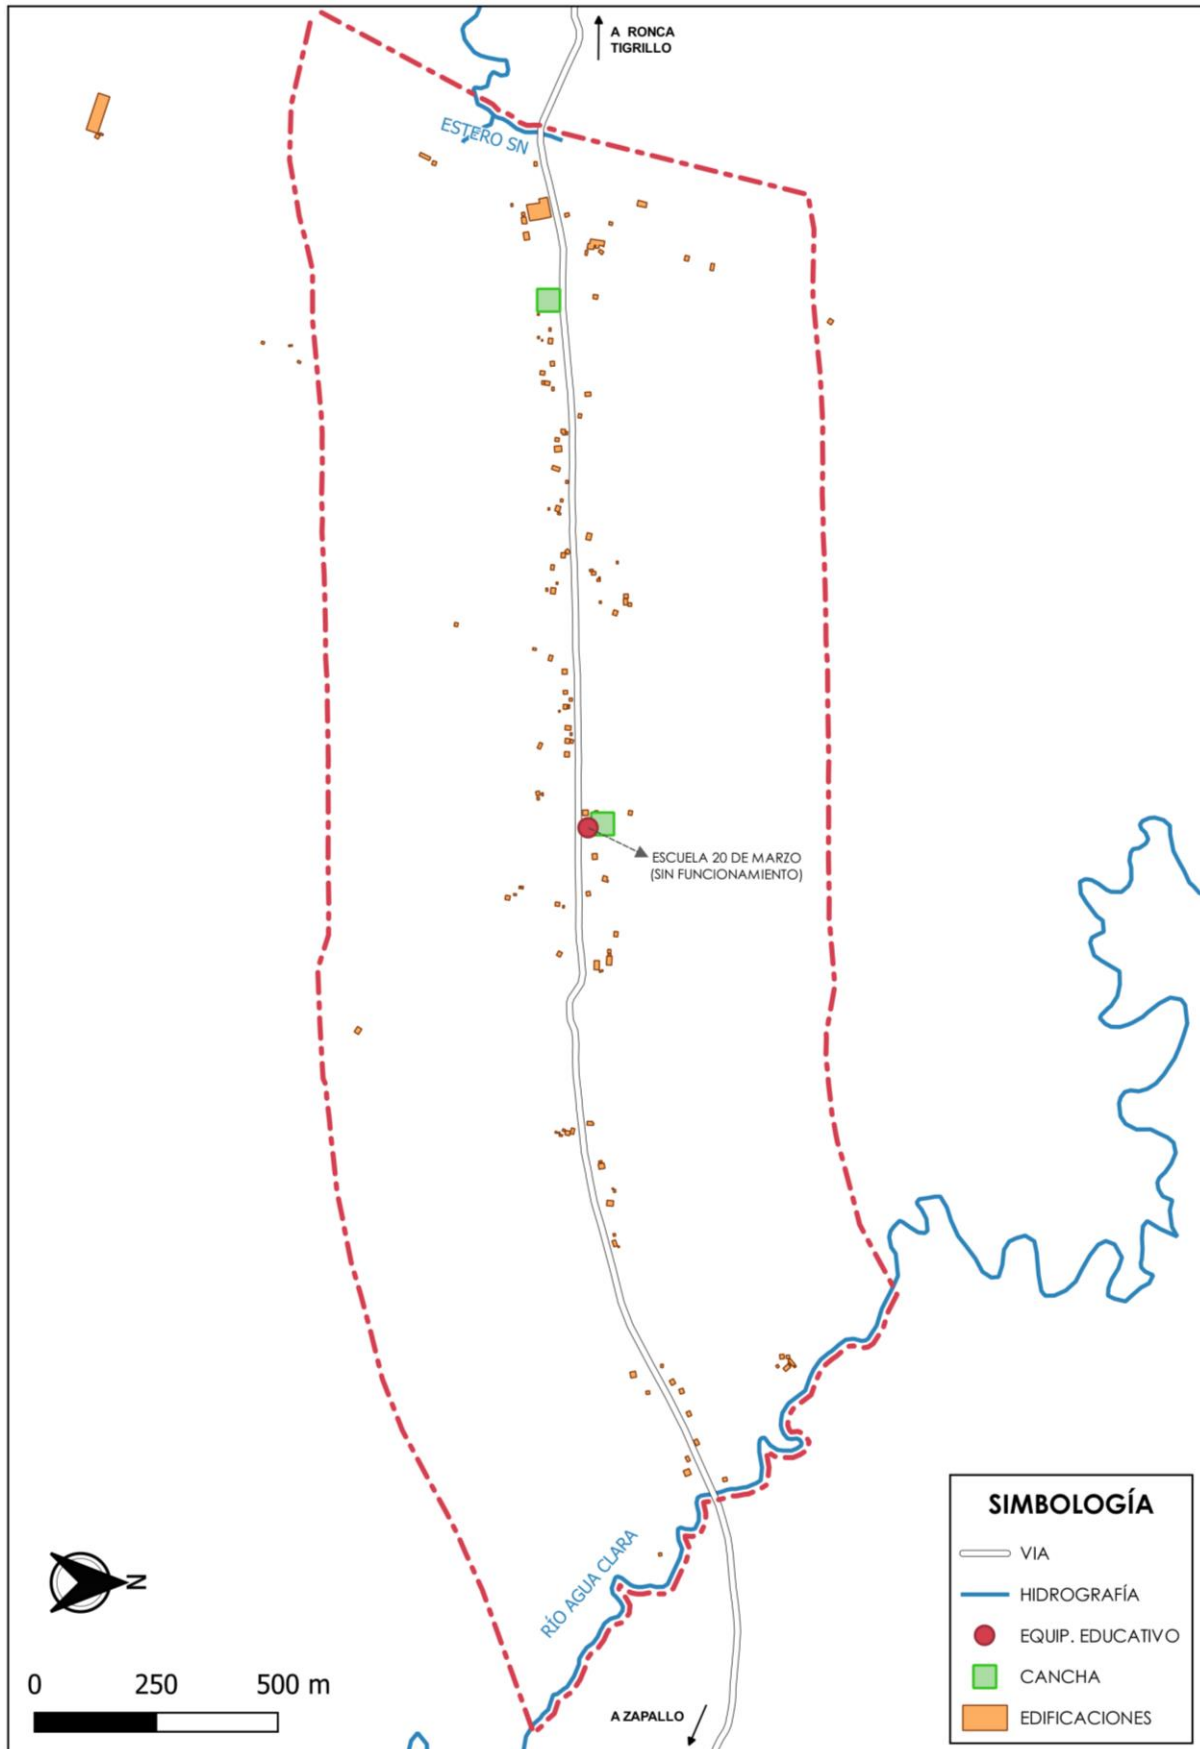 A RONCA
TIGRILLO
ESTERO SN
ESCUELA 20 DE MARZO
(SIN FUNCIONAMIENTO)
RÍO AGUA CLARA
A ZAPALLO
N
0 250 500 m
SIMBOLOGÍA
VIA
HIDROGRAFÍA
EQUIP. EDUCATIVO
CANCHA
EDIFICACIONES